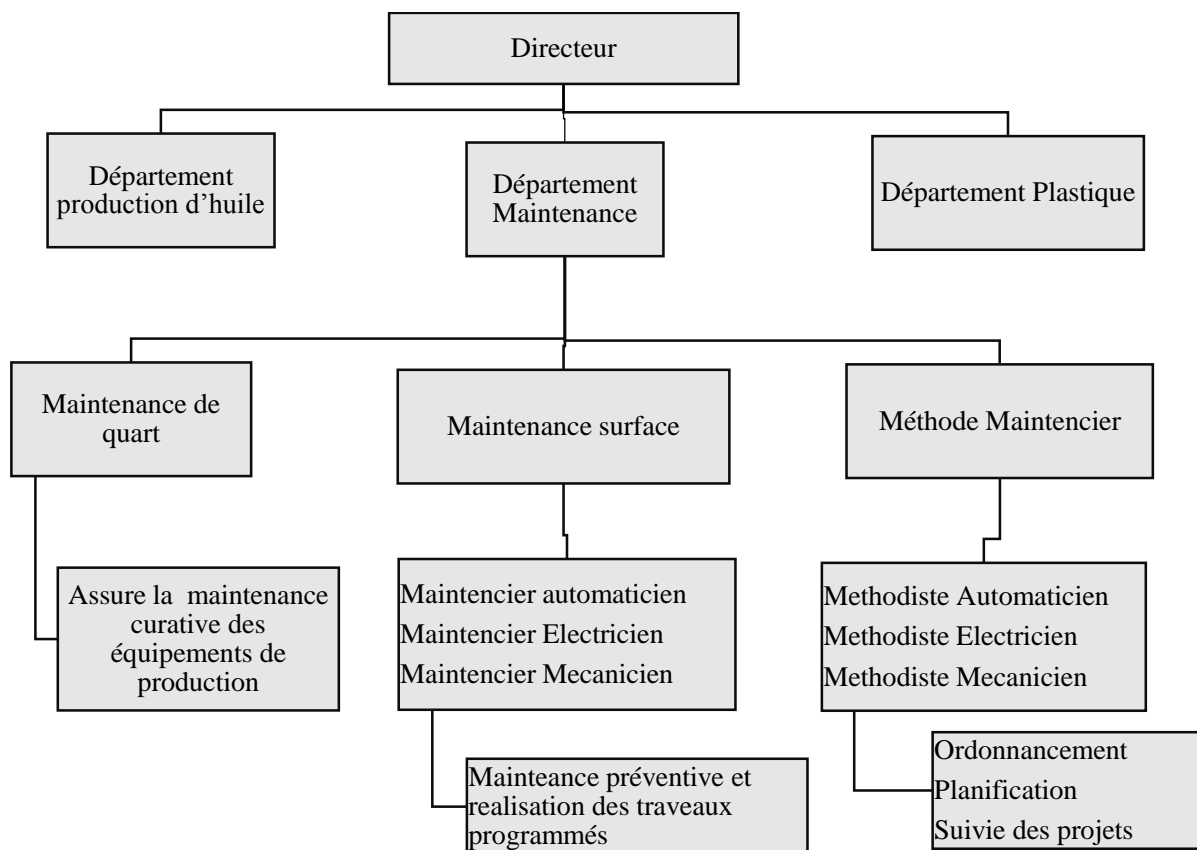 Directeur
Département
production d'huile
Département
Maintenance
Département Plastique
Maintenance de
quart
Maintenance surface
Méthode Maintencier
Assure la maintenance
curative des
équipements de
production
Maintencier automaticien
Maintencier Electricien
Maintencier Mecanicien
Methodiste Automaticien
Methodiste Electricien
Methodiste Mecanicien
Mainteance préventive et
realisation des traveaux
programmés
Ordonnancement
Planification
Suivie des projets